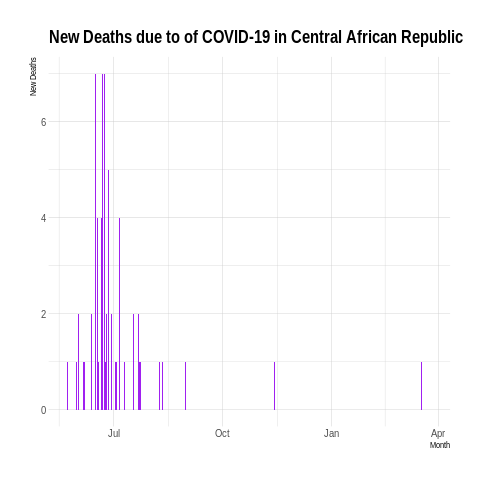 New Deaths due to of COVID-19 in Central African Republic
New Deaths
6
4
2
0
Jul
Oct
Jan
Apr
Month